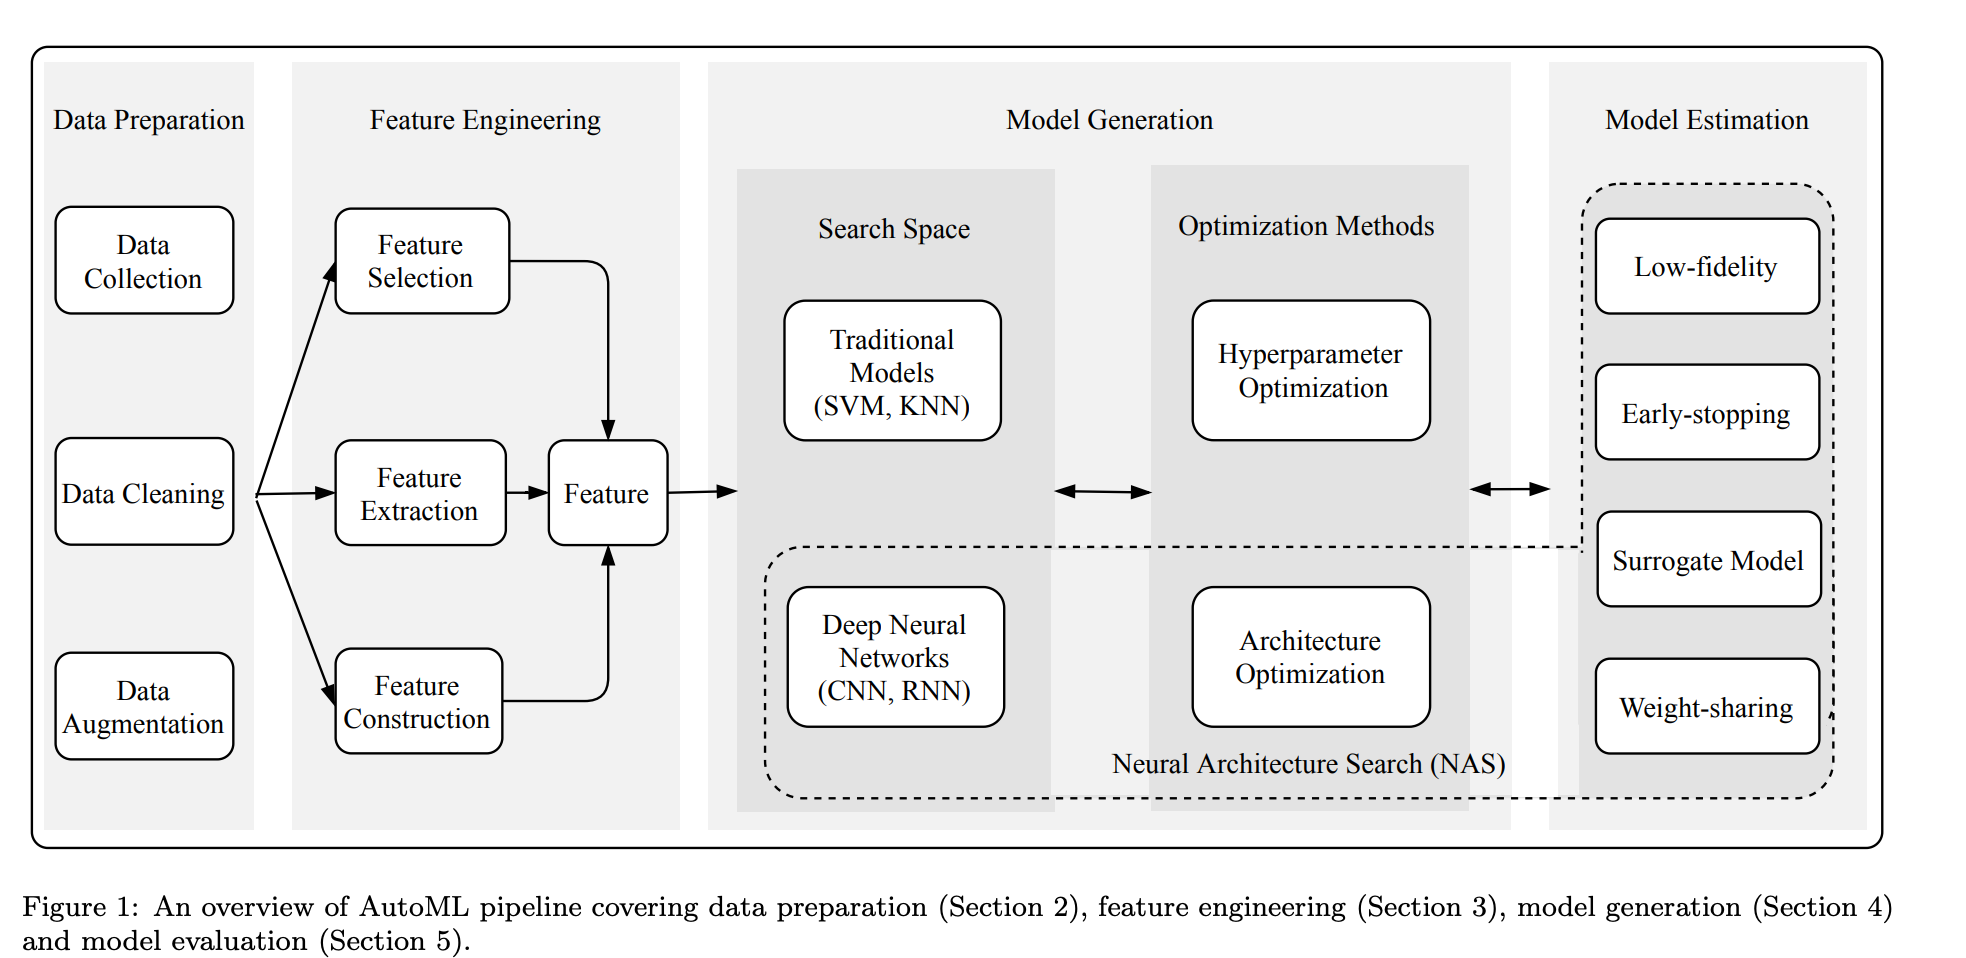 Data Preparation
Data
Collection
Data Cleaning
Data
Augmentation
Feature Engineering
Feature
Selection
Feature
Extraction
Feature
Construction
Feature
Model Generation
Search Space
Traditional
Models
(SVM, KNN)
Deep Neural
Networks
(CNN, RNN)
Optimization Methods
Hyperparameter
Optimization
Architecture
Optimization
Neural Architecture Search (NAS)
Model Estimation
Low-fidelity
Early-stopping
Surrogate Model
Weight-sharing
Figure 1: An overview of AutoML pipeline covering data preparation (Section 2), feature engineering (Section 3), model generation (Section 4)
and model evaluation (Section 5).